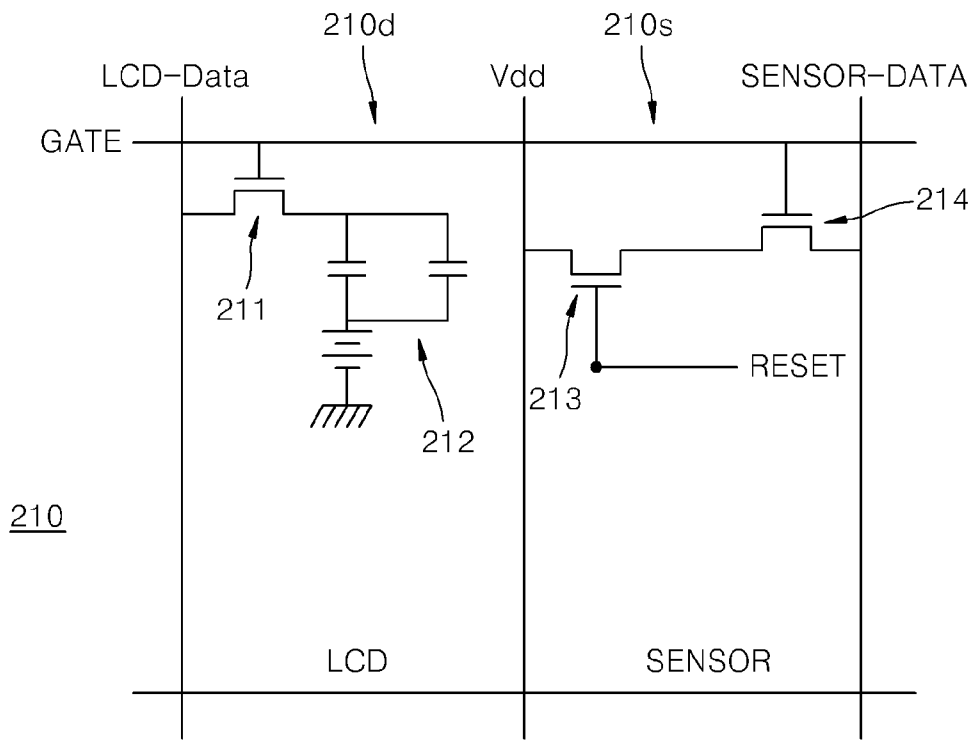 210d
210s
LCD-Data
Vdd
SENSOR-DATA
GATE
214
211
RESET
213
212
210
LCD
SENSOR